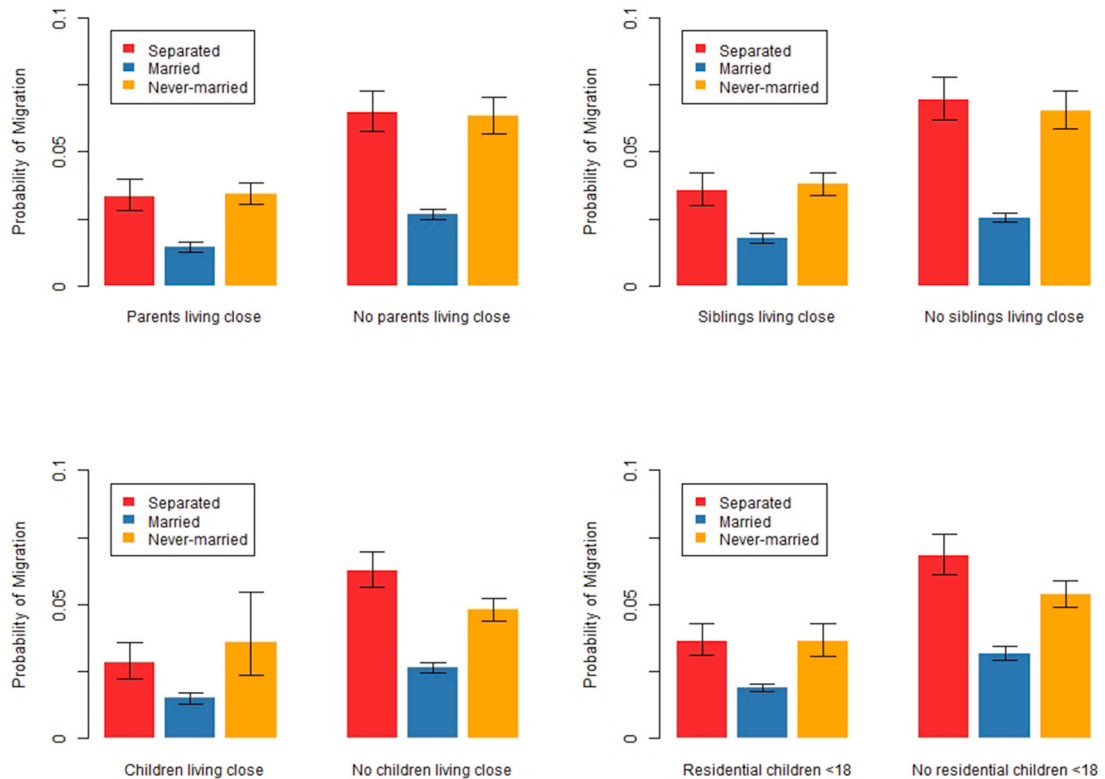 0.1
Separated
Married
Never-married
Probability of Migration
0.05
0
Parents living close
No parents living close
0.1
Separated
Married
Never-married
Probability of Migration
0.05
0
Siblings living close
No siblings living close
0.1
Separated
Married
Never-married
Probability of Migration
0.05
0
Children living close
No children living close
0.1
Separated
Married
Never-married
Probability of Migration
0.05
0
Residential children <18
No residential children <18